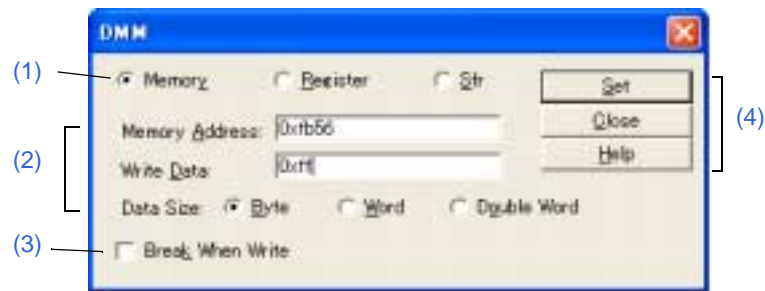 DMM
(1) Memory Register Sfr Set
Memory Address: 0xfb56 Close (4)
(2) Write Data: 0xff Help
Data Size: Byte Word Double Word
(3) Break When Write